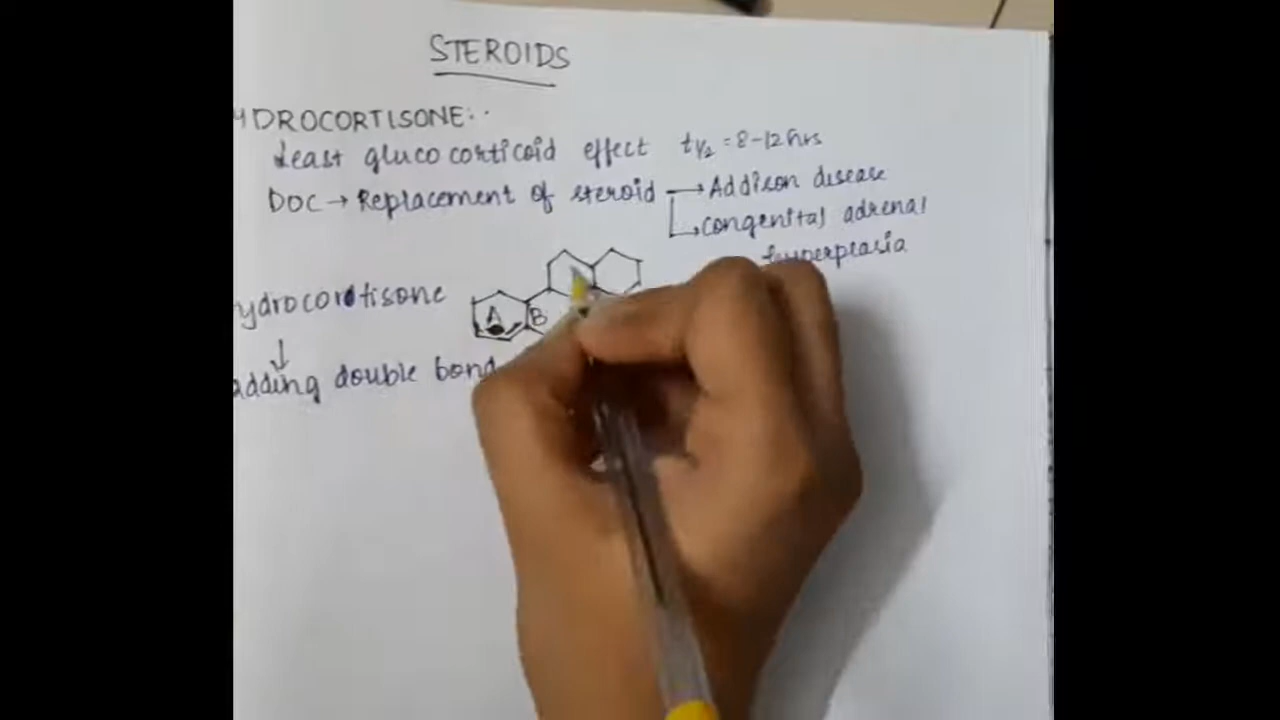 STEROIDS
YDROCORTISONE:-
Least glucocorticoid effect t½ = 8-12 hrs
DOC → Replacement of steroid → Addison disease
↳ congenital adrenal
hyperplasia
ydrocortisone
A B
↓
adding double bond